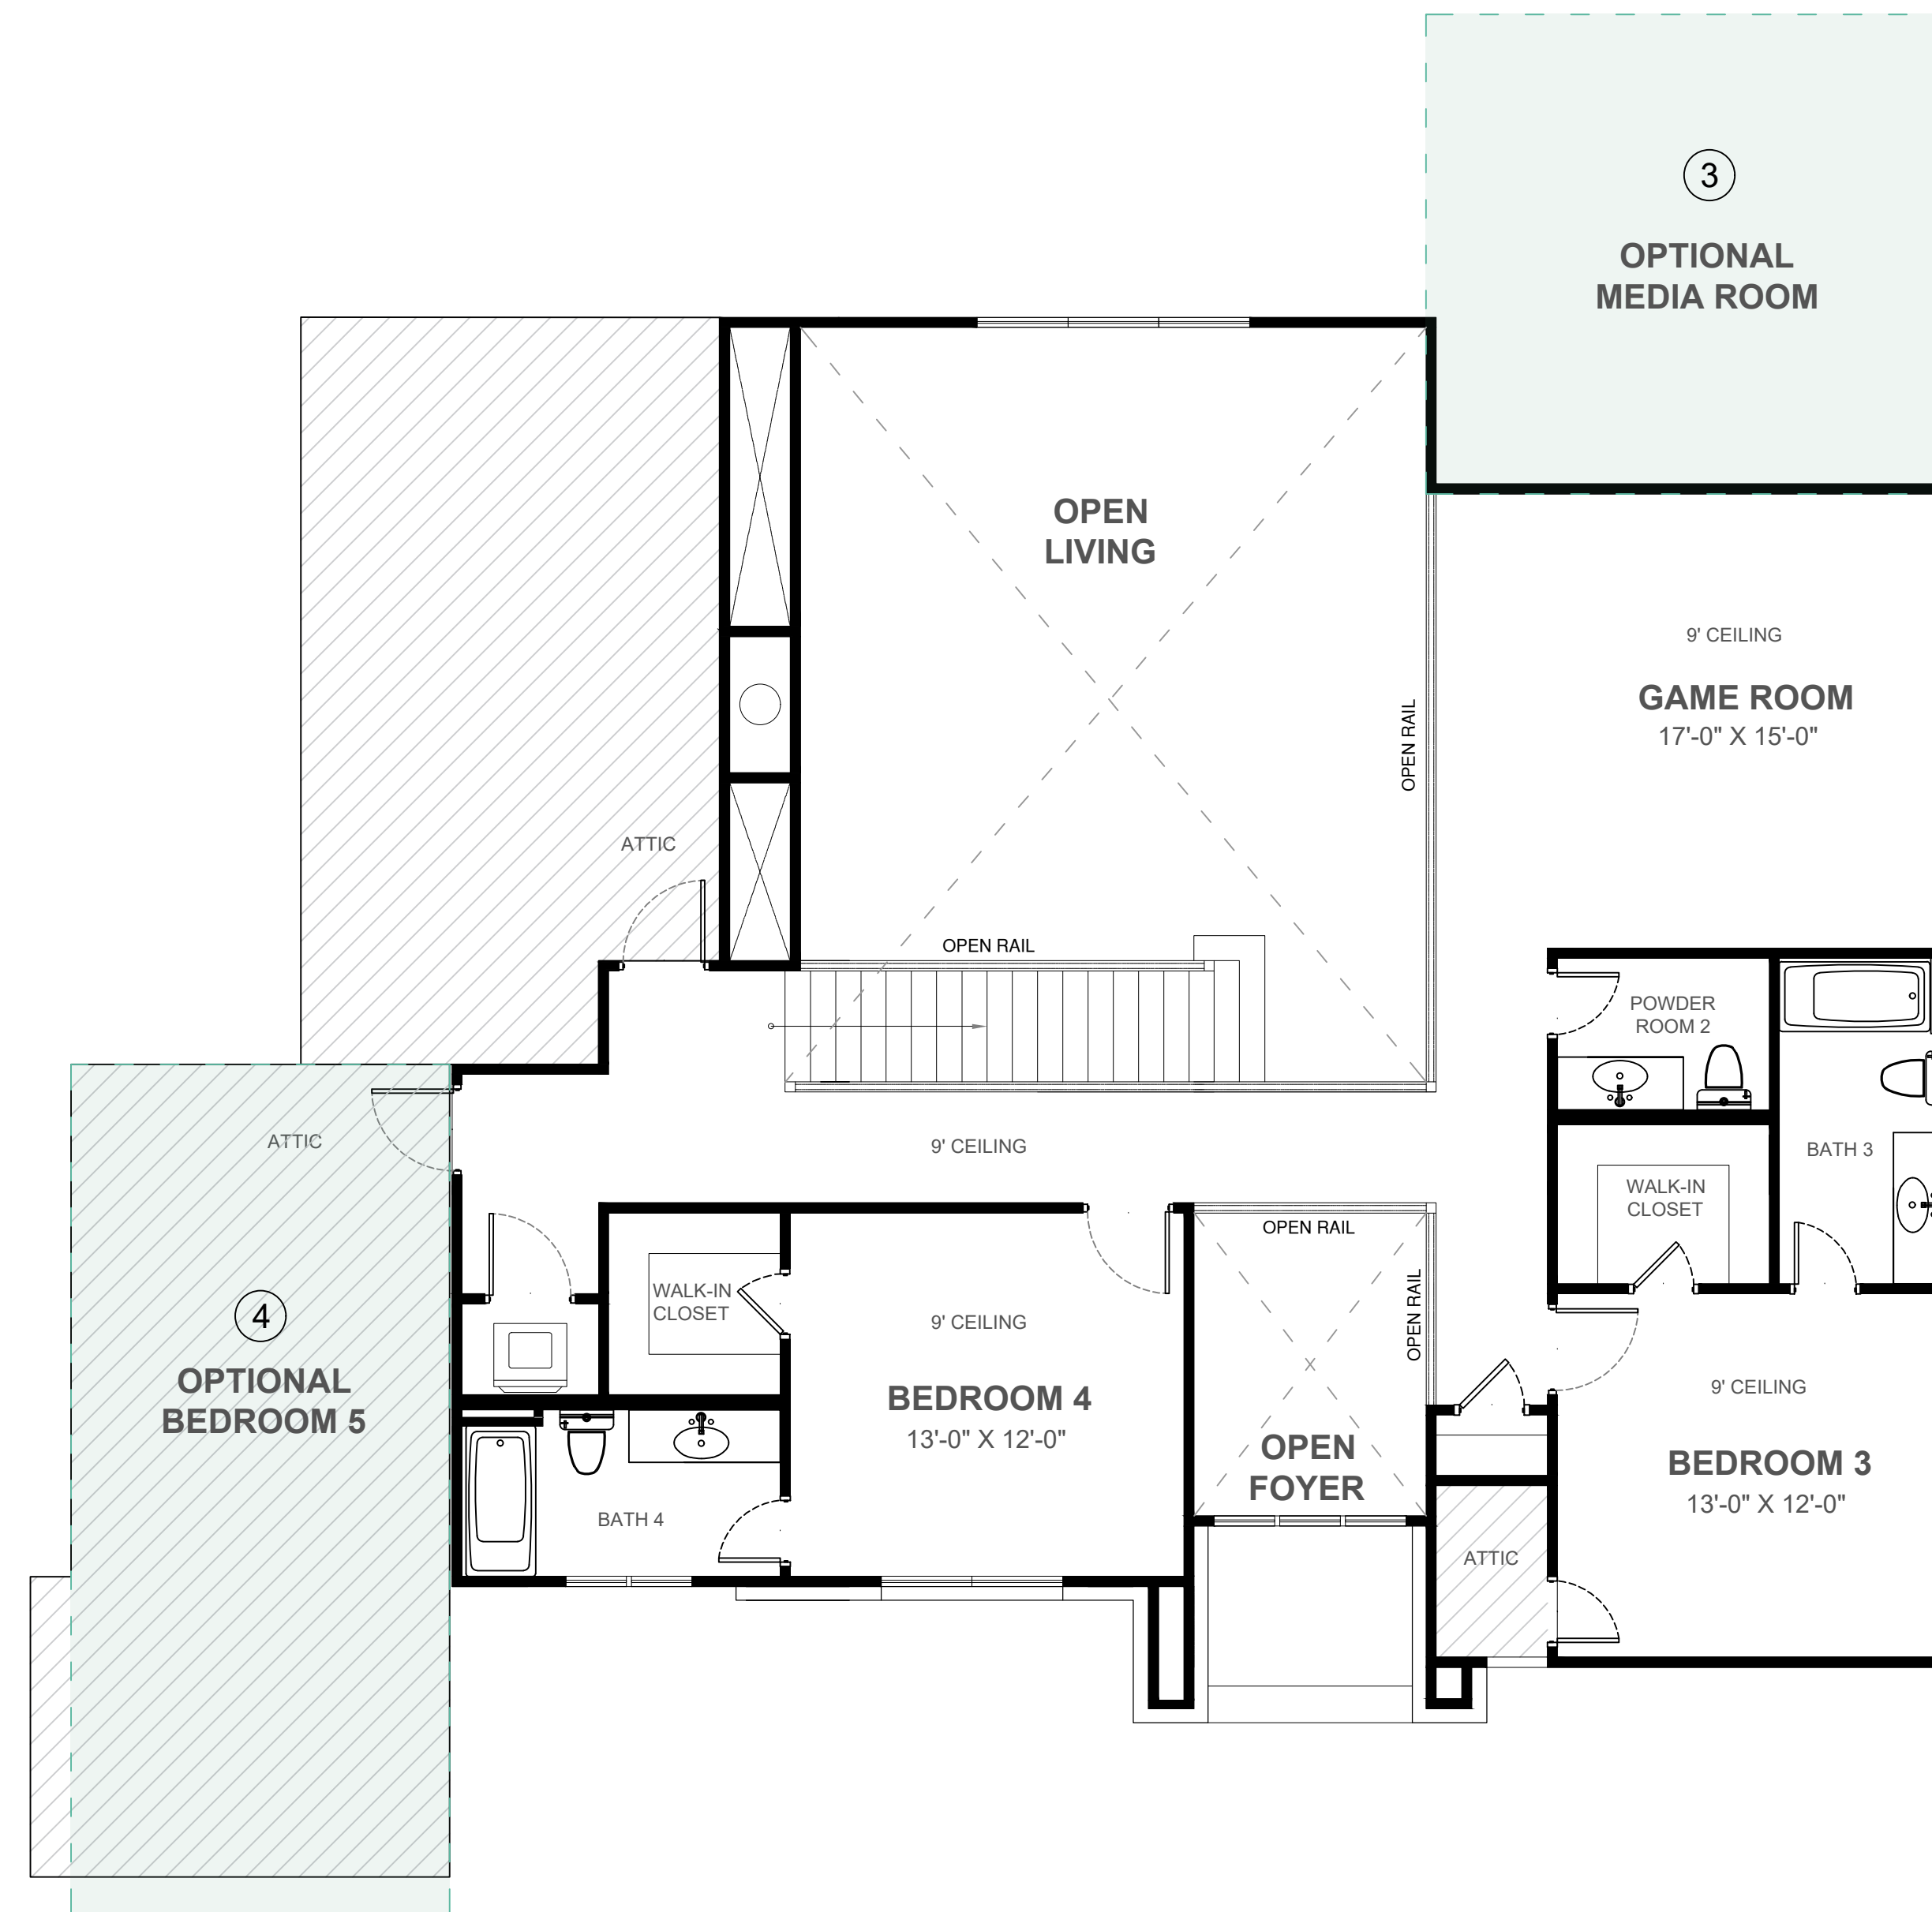 3
OPTIONAL
MEDIA ROOM
OPEN
LIVING
9' CEILING
GAME ROOM
17'-0" X 15'-0"
OPEN RAIL
ATTIC
OPEN RAIL
POWDER
ROOM 2
ATTIC
9' CEILING
BATH 3
WALK-IN
CLOSET
OPEN RAIL
WALK-IN
CLOSET
4
9' CEILING
OPEN RAIL
OPTIONAL
BEDROOM 5
BEDROOM 4
13'-0" X 12'-0"
9' CEILING
OPEN
FOYER
BEDROOM 3
13'-0" X 12'-0"
BATH 4
ATTIC